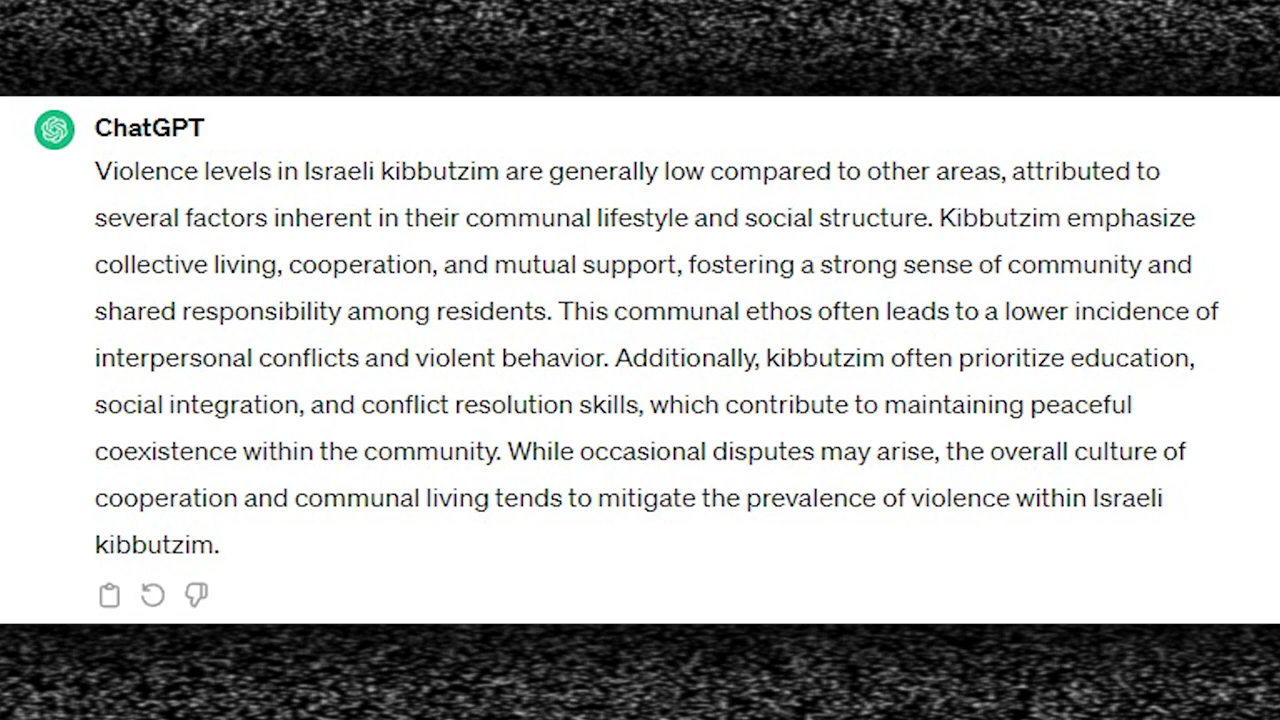 ChatGPT
Violence levels in Israeli kibbutzim are generally low compared to other areas, attributed to
several factors inherent in their communal lifestyle and social structure. Kibbutzim emphasize
collective living, cooperation, and mutual support, fostering a strong sense of community and
shared responsibility among residents. This communal ethos often leads to a lower incidence of
interpersonal conflicts and violent behavior. Additionally, kibbutzim often prioritize education,
social integration, and conflict resolution skills, which contribute to maintaining peaceful
coexistence within the community. While occasional disputes may arise, the overall culture of
cooperation and communal living tends to mitigate the prevalence of violence within Israeli
kibbutzim.